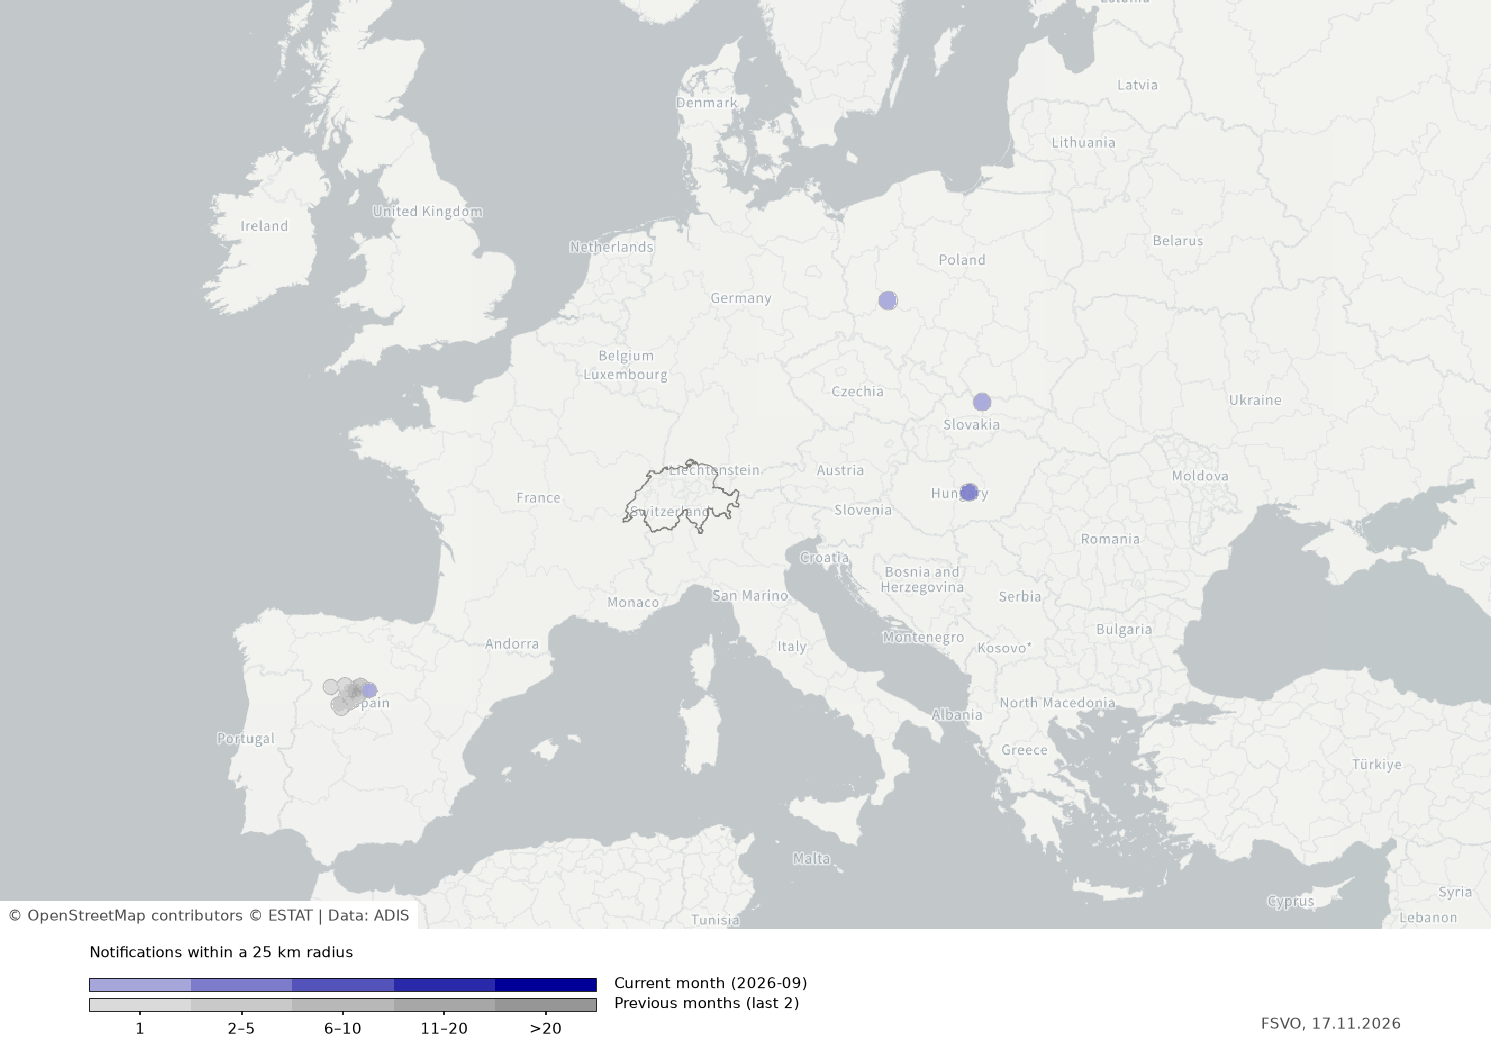 Estonia
Latvia
Denmark
Lithuania
United Kingdom
Ireland
Belarus
Netherlands
Poland
Germany
Belgium
Luxembourg
Czechia
Ukraine
Slovakia
Liechtenstein
Austria
Moldova
France
Hungary
Switzerland
Slovenia
Romania
Croatia
Bosnia and
Herzegovina
San Marino
Serbia
Monaco
Bulgaria
Andorra
Montenegro
Italy
Kosovo*
Spain
North Macedonia
Albania
Portugal
Greece
Türkiye
Malta
Syria
Cyprus
Lebanon
Tunisia
© OpenStreetMap contributors © ESTAT | Data: ADIS
Notifications within a 25 km radius
Current month (2026-09)
Previous months (last 2)
1 2–5 6–10 11–20 >20
FSVO, 17.11.2026